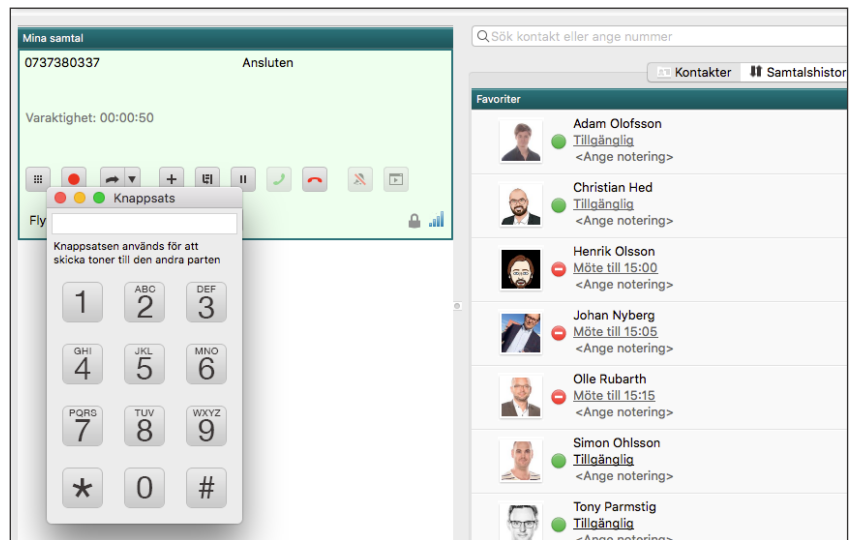 Mina samtal
0737380337 Ansluten
Varaktighet: 00:00:50
Fly
Knappsats
Knappsatsen används för att
skicka toner till den andra parten
1 ABC 2 DEF 3
GHI 4 JKL 5 MNO 6
PQRS 7 TUV 8 WXYZ 9
* 0 #
Sök kontakt eller ange nummer
Kontakter Samtalshistor
Favoriter
Adam Olofsson
Tillgänglig
<Ange notering>
Christian Hed
Tillgänglig
<Ange notering>
Henrik Olsson
Möte till 15:00
<Ange notering>
Johan Nyberg
Möte till 15:05
<Ange notering>
Olle Rubarth
Möte till 15:15
<Ange notering>
Simon Ohlsson
Tillgänglig
<Ange notering>
Tony Parmstig
Tillgänglig
<Ange notering>